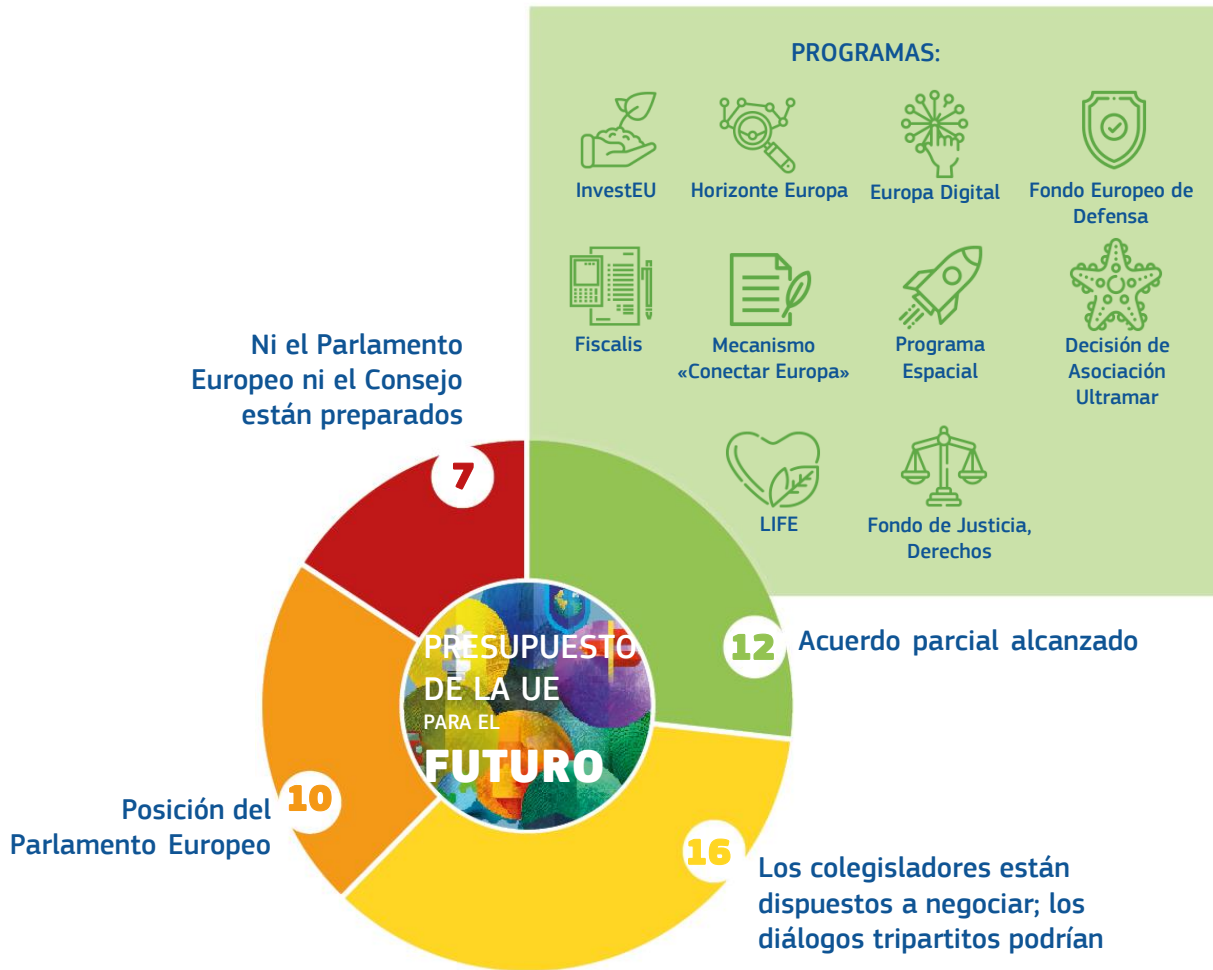 PROGRAMAS:
InvestEU
Horizonte Europa
Europa Digital
Fondo Europeo de
Defensa
Fiscalis
Mecanismo
«Conectar Europa»
Programa
Espacial
Decisión de
Asociación
Ultramar
LIFE
Fondo de Justicia,
Derechos
Ni el Parlamento
Europeo ni el Consejo
están preparados
7
12
Acuerdo parcial alcanzado
PRESUPUESTO
DE LA UE
PARA EL
FUTURO
10
Posición del
Parlamento Europeo
16
Los colegisladores están
dispuestos a negociar; los
diálogos tripartitos podrían